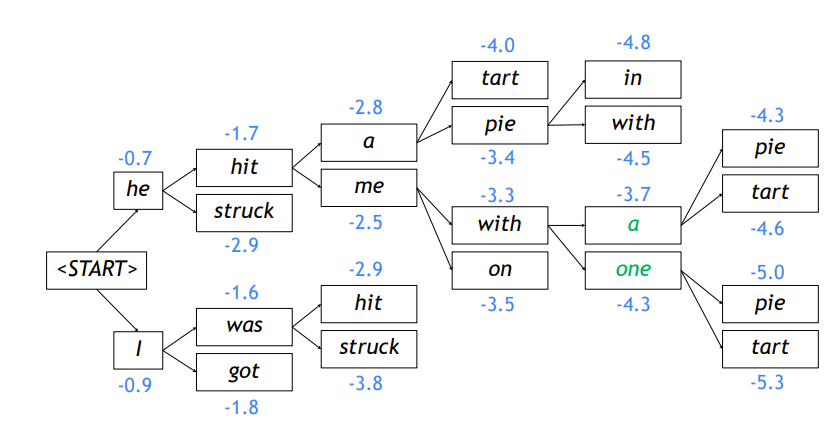 -4.0
-4.8
tart
in
-2.8
-4.3
-1.7
pie
with
a
pie
-0.7
hit
-3.4
-4.5
he
me
-3.3
-3.7
tart
struck
-2.5
with
a
-4.6
-2.9
<START>
-2.9
on
one
-5.0
-1.6
hit
-3.5
-4.3
pie
was
I
struck
tart
got
-0.9
-3.8
-5.3
-1.8